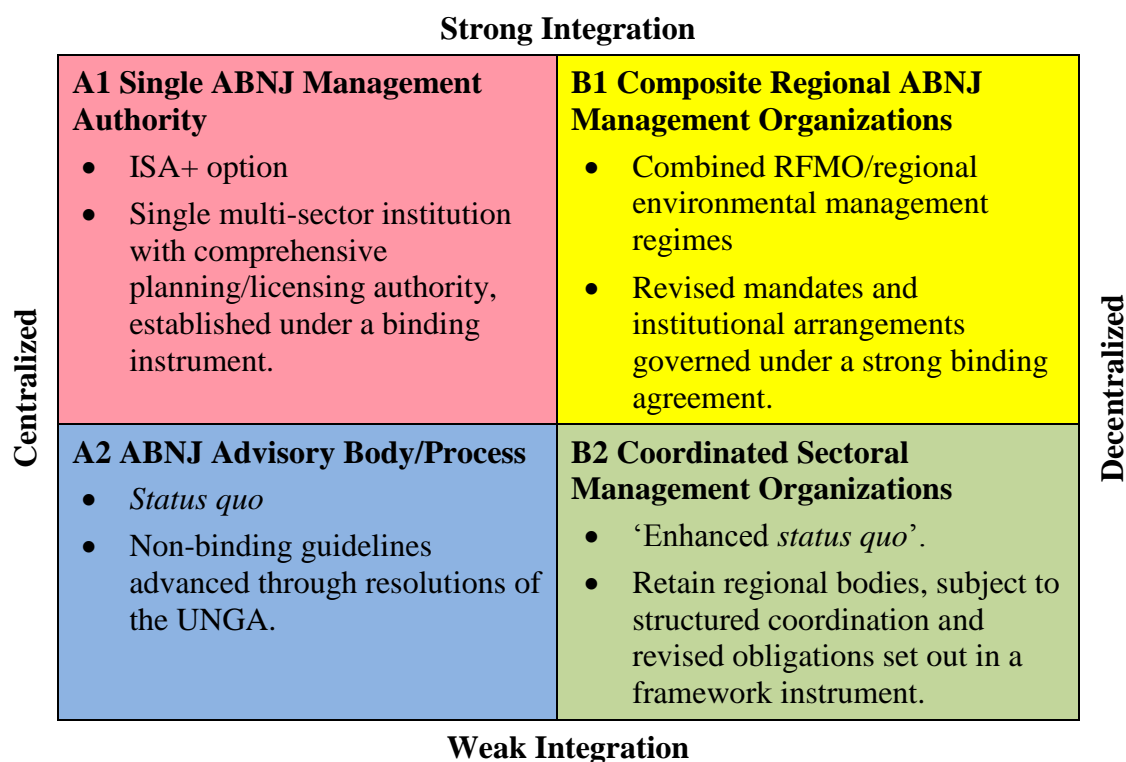 Strong Integration
A1 Single ABNJ Management
Authority
• ISA+ option
• Single multi-sector institution
with comprehensive
planning/licensing authority,
established under a binding
instrument.
B1 Composite Regional ABNJ
Management Organizations
• Combined RFMO/regional
environmental management
regimes
• Revised mandates and
institutional arrangements
governed under a strong binding
agreement.
Centralized
Decentralized
A2 ABNJ Advisory Body/Process
• Status quo
• Non-binding guidelines
advanced through resolutions of
the UNGA.
B2 Coordinated Sectoral
Management Organizations
• ‘Enhanced status quo’.
• Retain regional bodies, subject to
structured coordination and
revised obligations set out in a
framework instrument.
Weak Integration